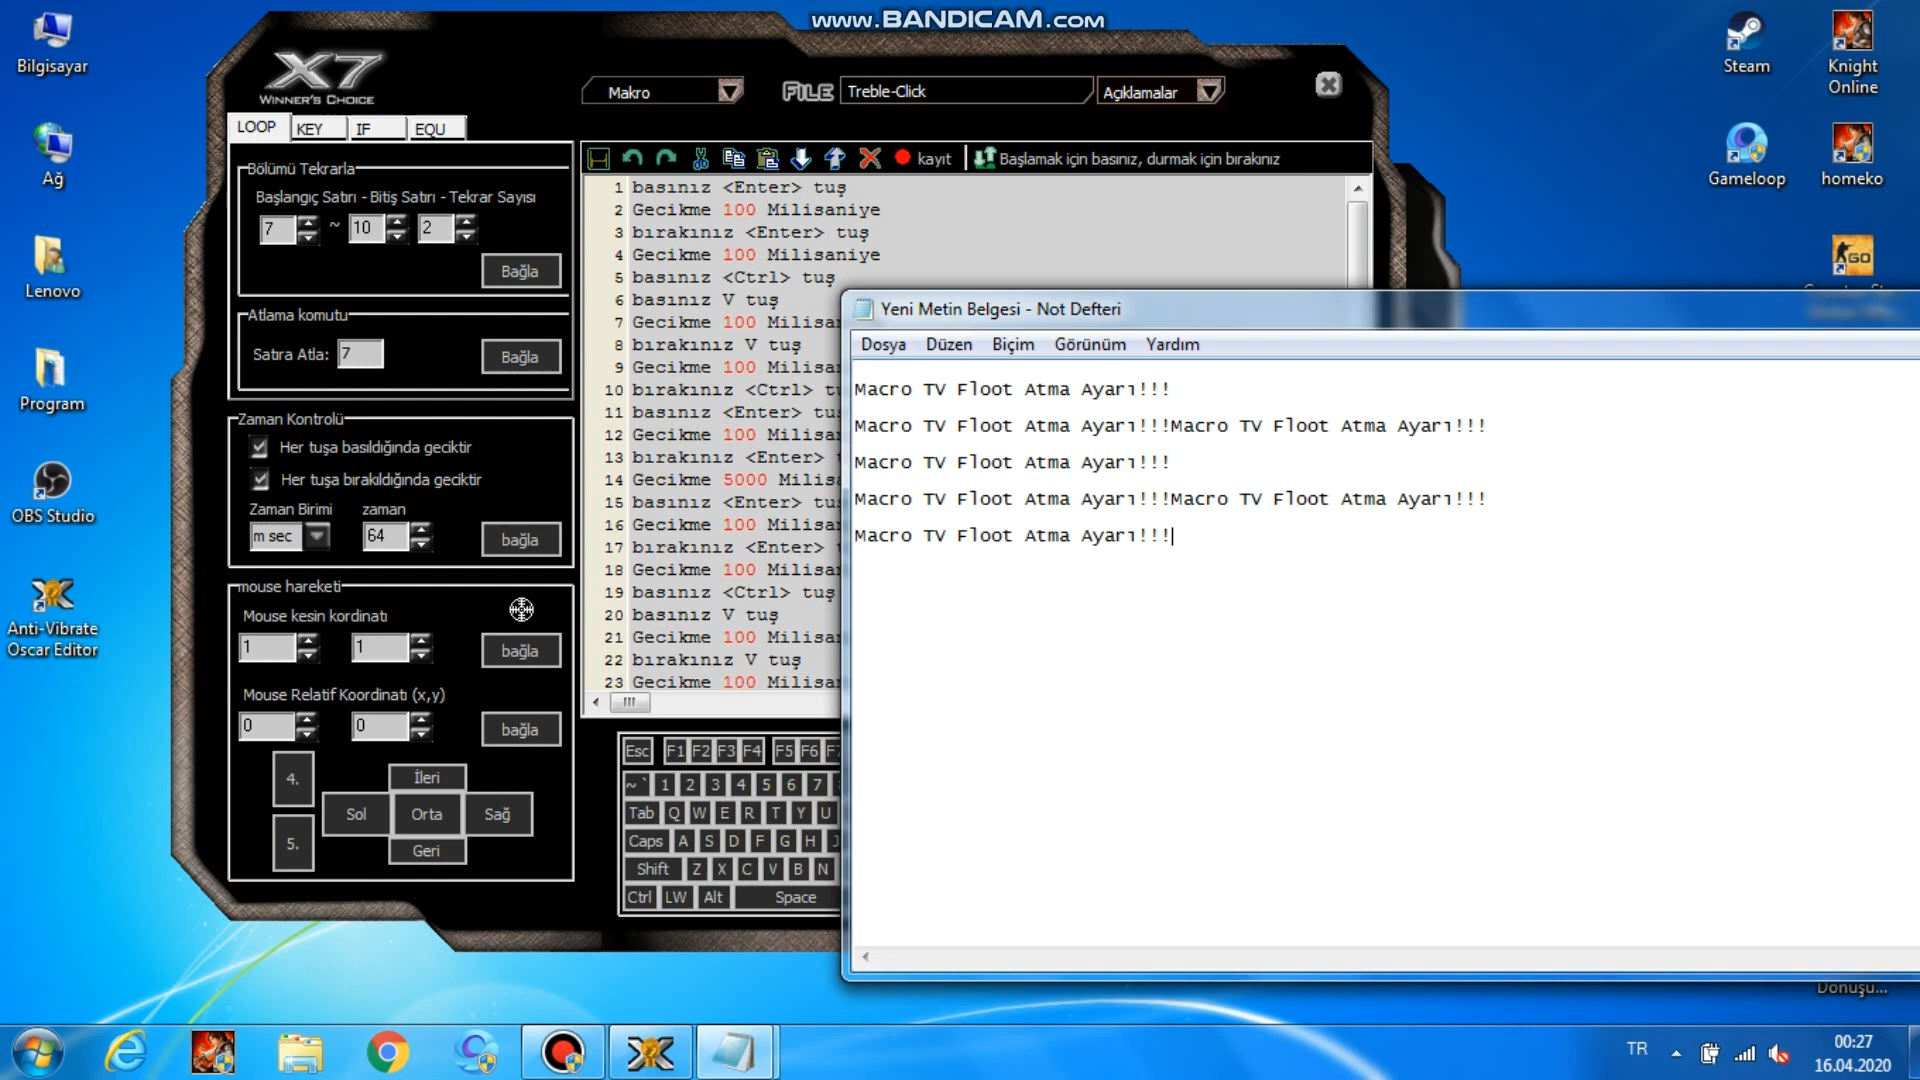 www.BANDICAM.com
Bilgisayar
Ağ
Lenovo
Program
OBS Studio
Anti-Vibrate
Oscar Editor
Steam
Knight
Online
Gameloop
homeko
GO
X7
WINNER'S CHOICE
Makro
FILE
Treble-Click
Açıklamalar
LOOP
KEY
IF
EQU
Bölümü Tekrarla
Başlangıç Satırı - Bitiş Satırı - Tekrar Sayısı
7 ~ 10 2
Bağla
Atlama komutu
Satıra Atla: 7
Bağla
Zaman Kontrolü
Her tuşa basıldığında geciktir
Her tuşa bırakıldığında geciktir
Zaman Birimi zaman
m sec 64 bağla
mouse hareketi
Mouse kesin kordinatı
1 1 bağla
Mouse Relatif Koordinatı (x,y)
0 0 bağla
4.
İleri
Sol Orta Sağ
5.
Geri
kayıt
Başlamak için basınız, durmak için bırakınız
1 basınız <Enter> tuş
2 Gecikme 100 Milisaniye
3 bırakınız <Enter> tuş
4 Gecikme 100 Milisaniye
5 basınız <Ctrl> tuş
6 basınız V tuş
7 Gecikme 100 Milisa
8 bırakınız V tuş
9 Gecikme 100 Milisa
10 bırakınız <Ctrl> t
11 basınız <Enter> tu
12 Gecikme 100 Milisa
13 bırakınız <Enter>
14 Gecikme 5000 Milis
15 basınız <Enter> tu
16 Gecikme 100 Milisa
17 bırakınız <Enter>
18 Gecikme 100 Milisa
19 basınız <Ctrl> tuş
20 basınız V tuş
21 Gecikme 100 Milisa
22 bırakınız V tuş
23 Gecikme 100 Milisa
Esc F1 F2 F3 F4 F5 F6
~ ` 1 2 3 4 5 6 7
Tab Q W E R T Y U
Caps A S D F G H J
Shift Z X C V B N
Ctrl LW Alt Space
Yeni Metin Belgesi - Not Defteri
Dosya Düzen Biçim Görünüm Yardım
Macro TV Floot Atma Ayarı!!!
Macro TV Floot Atma Ayarı!!!Macro TV Floot Atma Ayarı!!!
Macro TV Floot Atma Ayarı!!!
Macro TV Floot Atma Ayarı!!!Macro TV Floot Atma Ayarı!!!
Macro TV Floot Atma Ayarı!!!
Dönüşü...
TR
00:27
16.04.2020